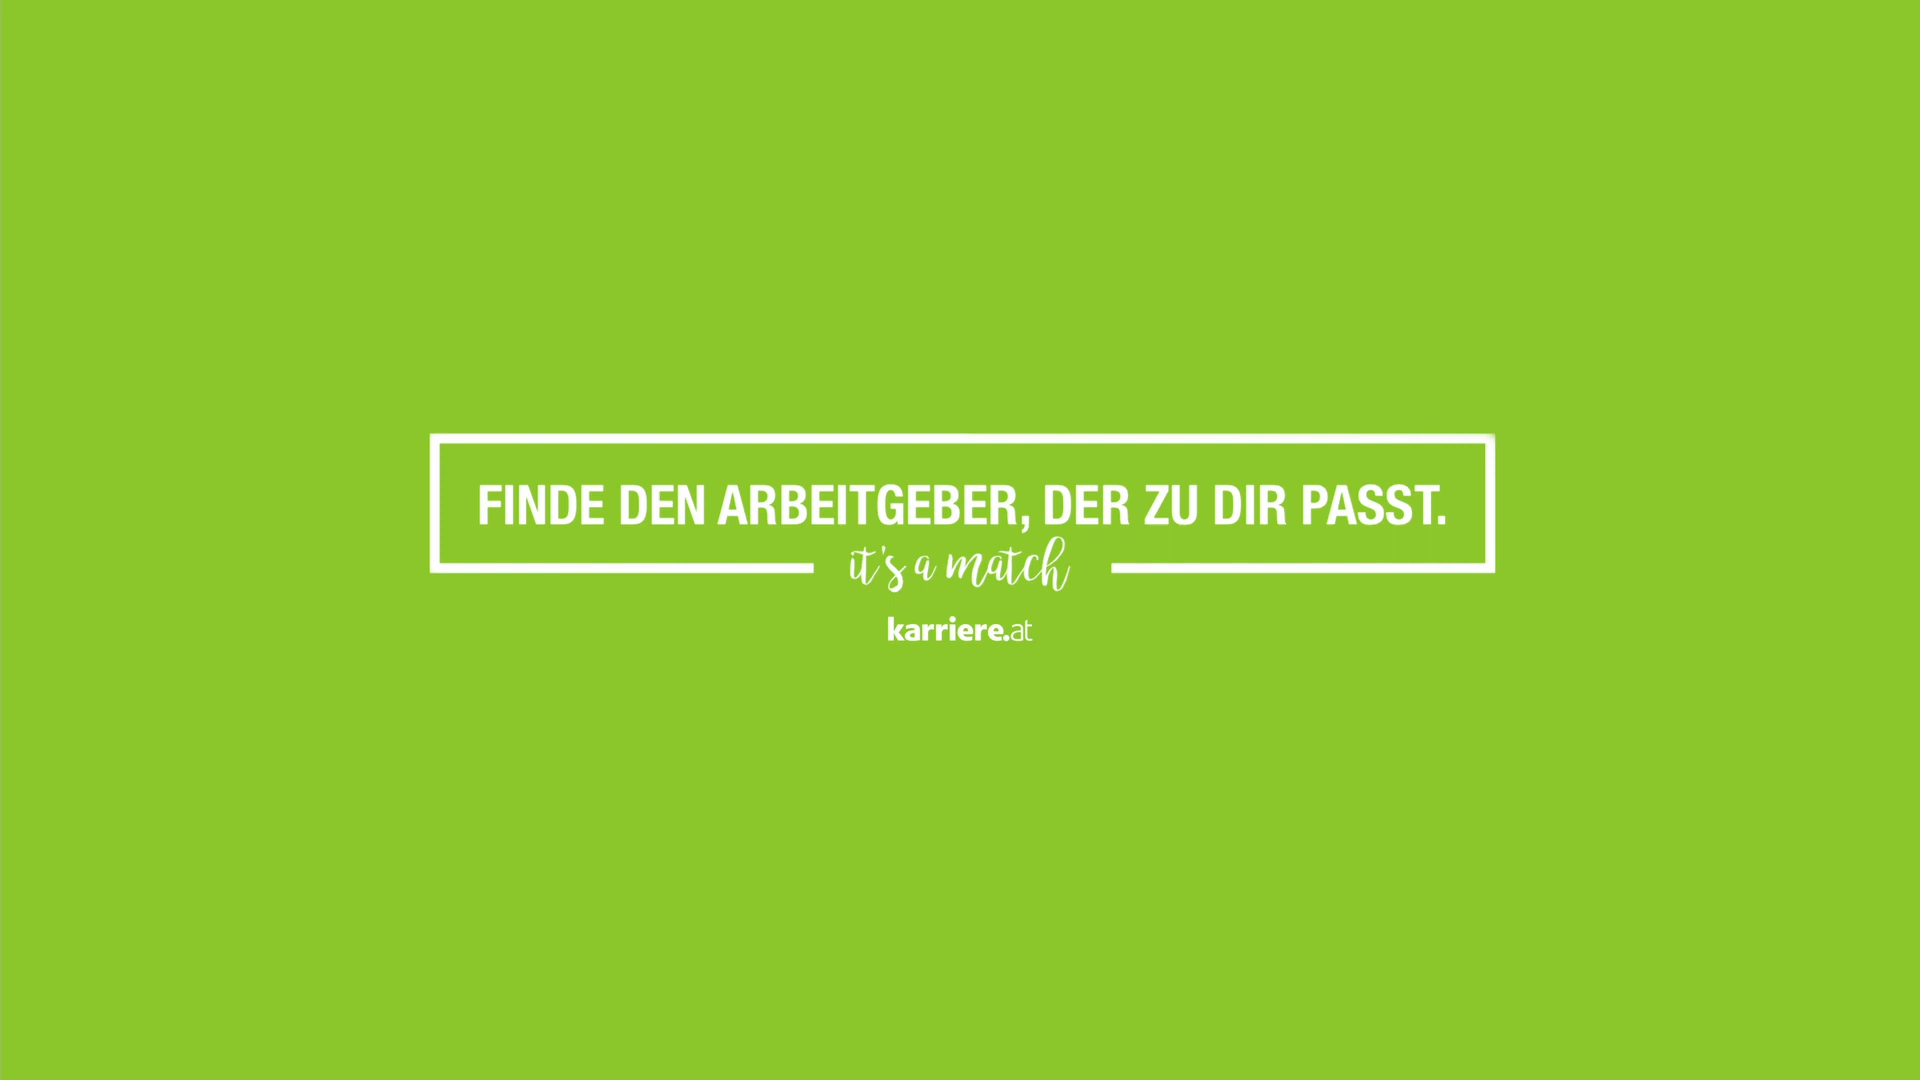 FINDE DEN ARBEITGEBER, DER ZU DIR PASST.
it's a match
karriere.at